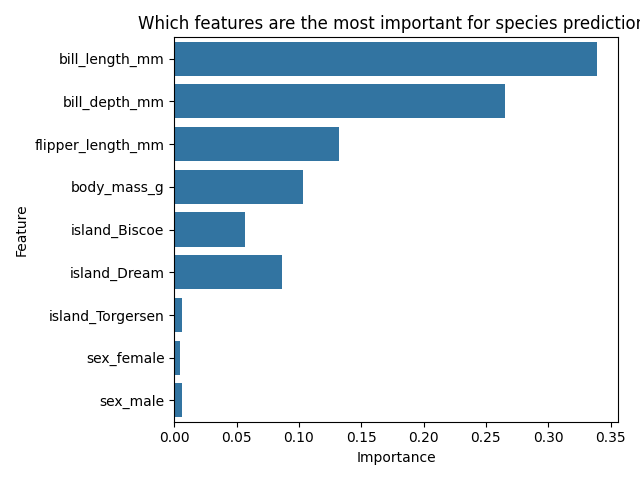 Which features are the most important for species prediction
bill_length_mm
bill_depth_mm
flipper_length_mm
body_mass_g
island_Biscoe
island_Dream
island_Torgersen
sex_female
sex_male
Feature
0.00 0.05 0.10 0.15 0.20 0.25 0.30 0.35
Importance